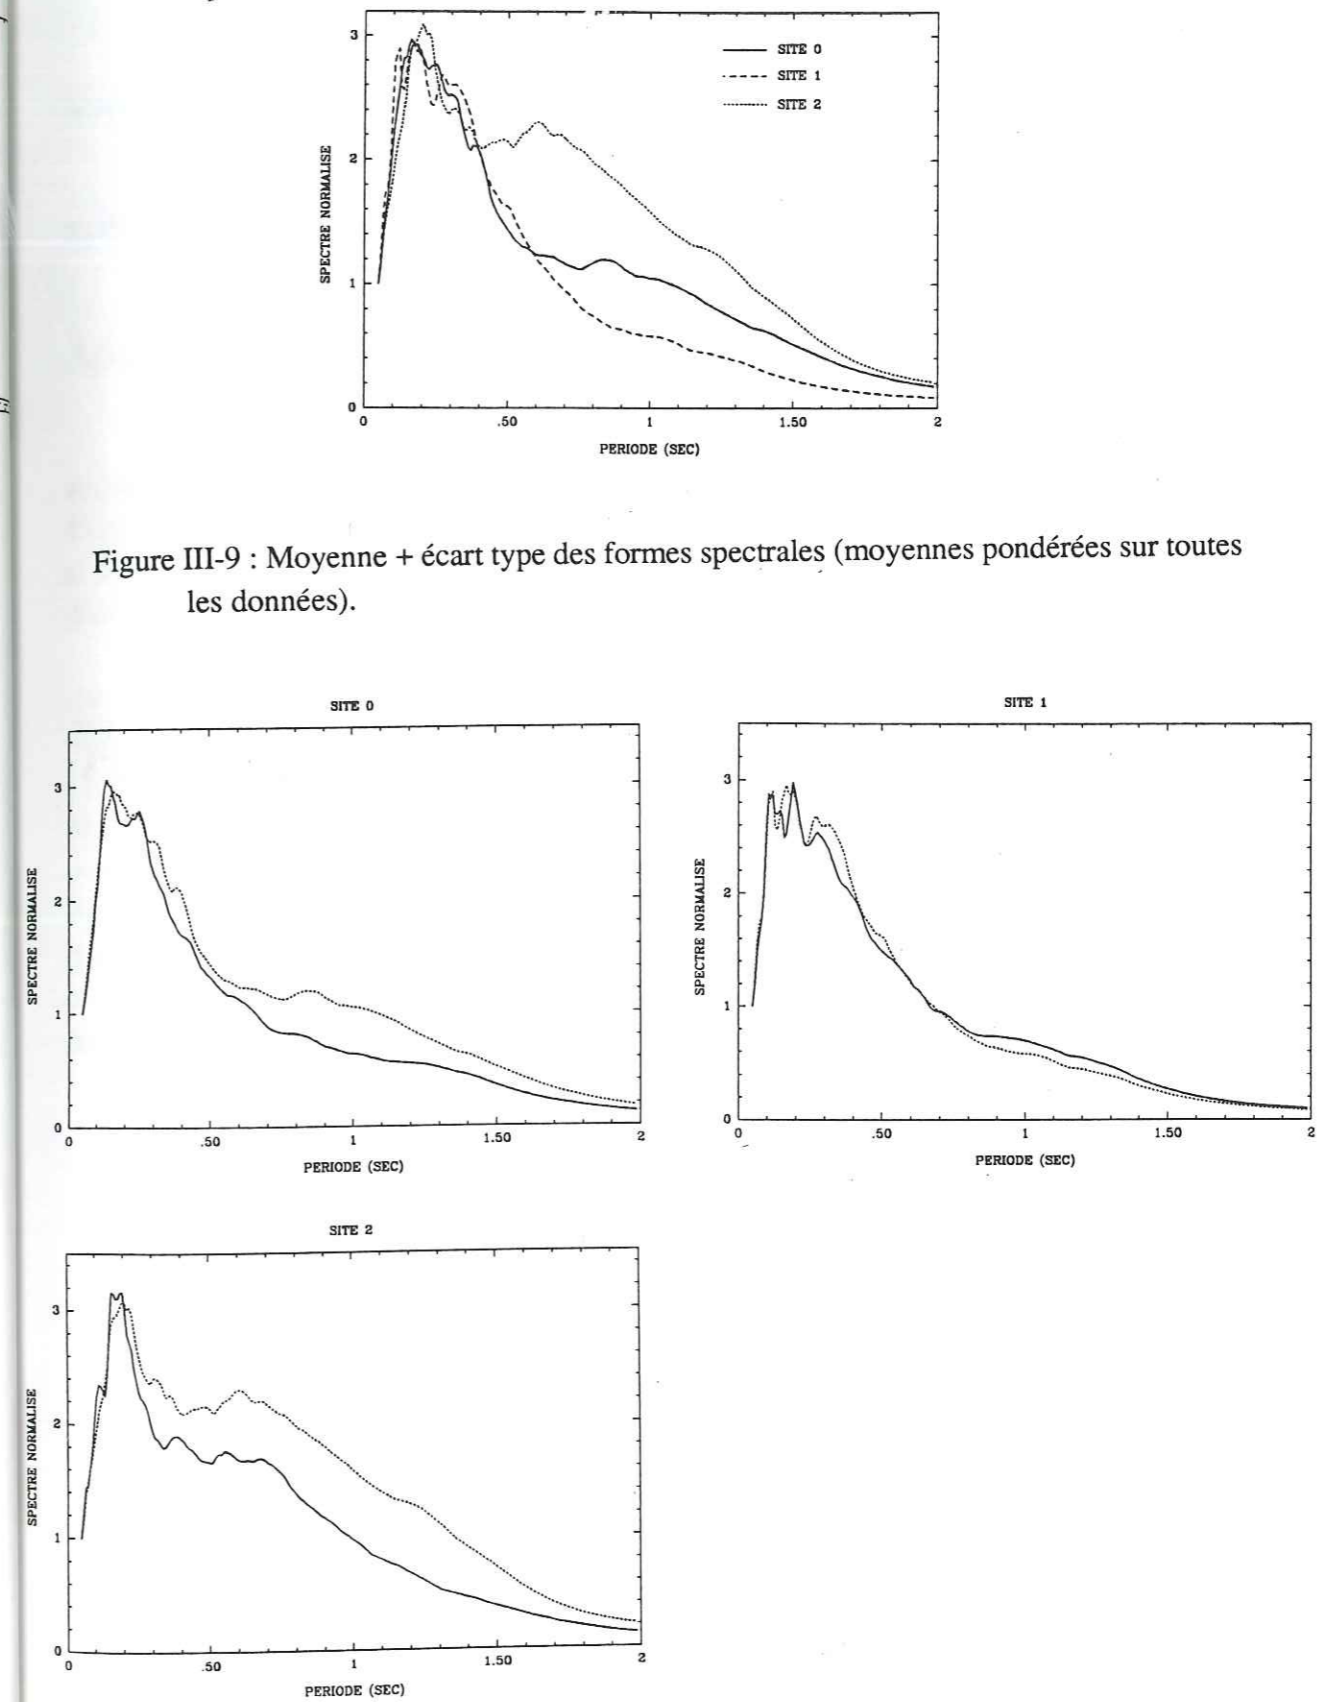 3
2
1
0
SPECTRE NORMALISE
SITE 0
SITE 1
SITE 2
0 .50 1 1.50 2
PERIODE (SEC)
Figure III-9 : Moyenne + écart type des formes spectrales (moyennes pondérées sur toutes
les données).
SITE 0
3
2
1
0
SPECTRE NORMALISE
0 .50 1 1.50 2
PERIODE (SEC)
SITE 1
3
2
1
0
SPECTRE NORMALISE
0 .50 1 1.50 2
PERIODE (SEC)
SITE 2
3
2
1
0
SPECTRE NORMALISE
0 .50 1 1.50 2
PERIODE (SEC)